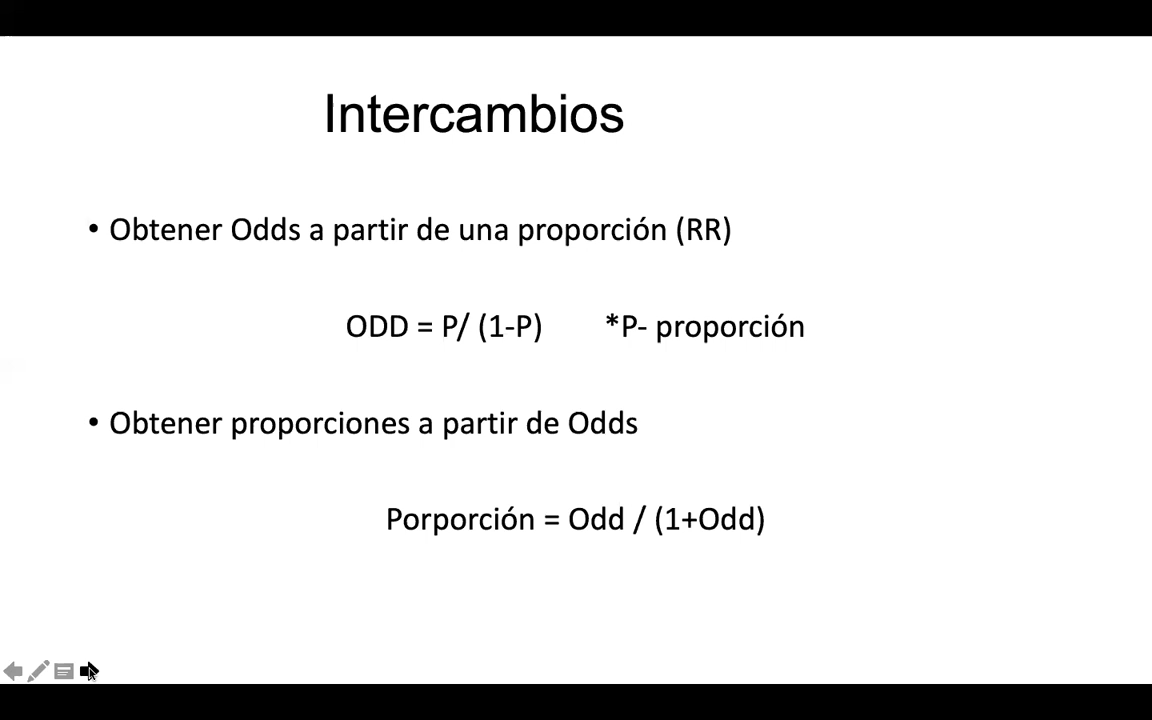 Intercambios
• Obtener Odds a partir de una proporción (RR)
ODD = P/ (1-P) *P- proporción
• Obtener proporciones a partir de Odds
Porporción = Odd / (1+Odd)